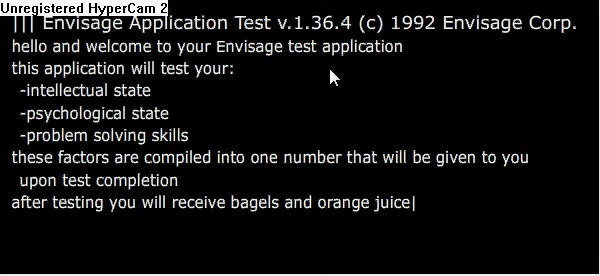 Unregistered HyperCam 2
||| Envisage Application Test v.1.36.4 (c) 1992 Envisage Corp.
hello and welcome to your Envisage test application
this application will test your:
-intellectual state
-psychological state
-problem solving skills
these factors are compiled into one number that will be given to you
upon test completion
after testing you will receive bagels and orange juice|